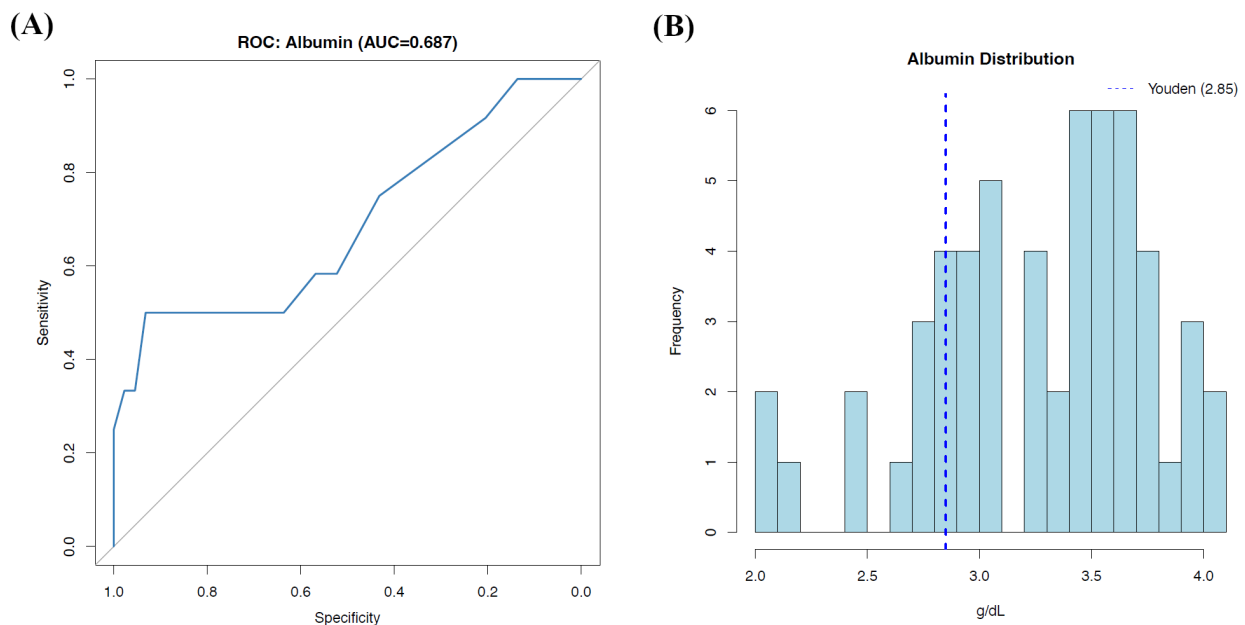 (A)
ROC: Albumin (AUC=0.687)
Sensitivity
1.0
0.8
0.6
0.4
0.2
0.0
1.0 0.8 0.6 0.4 0.2 0.0
Specificity
(B)
Albumin Distribution
Youden (2.85)
Frequency
6
5
4
3
2
1
0
2.0 2.5 3.0 3.5 4.0
g/dL